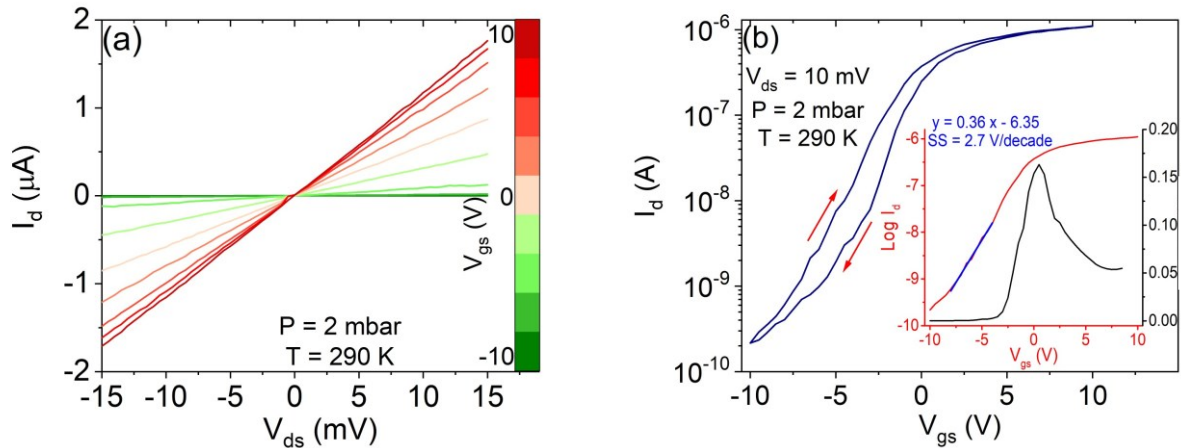 (a)
2
1
0
-1
-2
I_d (μA)
-15
-10
-5
0
5
10
15
V_ds (mV)
P = 2 mbar
T = 290 K
10
0
-10
V_gs (V)
(b)
10^-6
10^-7
10^-8
10^-9
10^-10
I_d (A)
V_ds = 10 mV
P = 2 mbar
T = 290 K
-10
-5
0
5
10
V_gs (V)
y = 0.36 x - 6.35
SS = 2.7 V/decade
-6
-7
-8
-9
-10
Log I_d
0.20
0.15
0.10
0.05
0.00
-10
-5
0
5
10
V_gs (V)